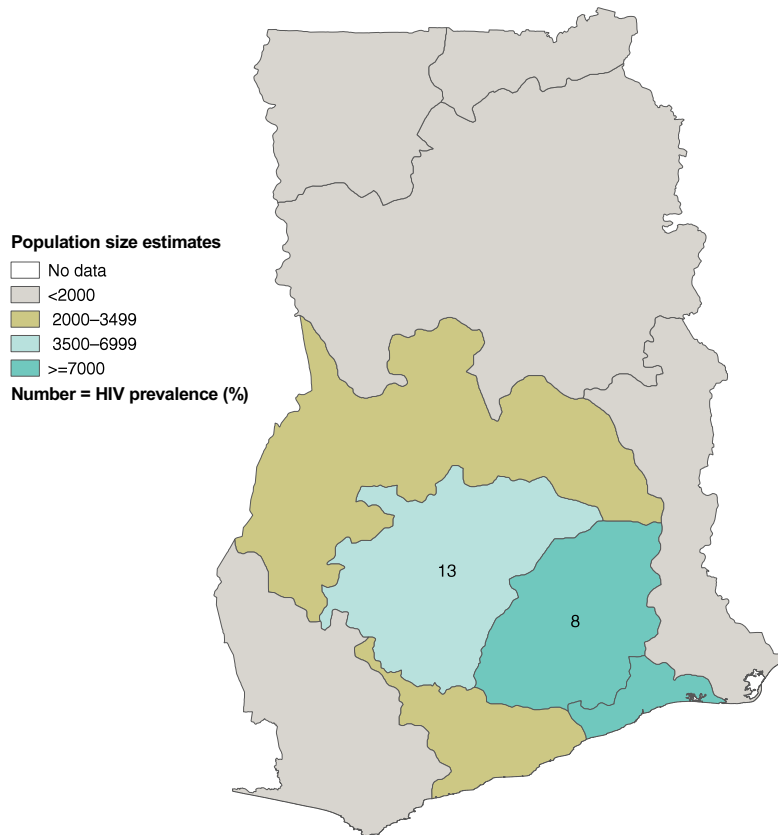 Population size estimates
No data
<2000
2000–3499
3500–6999
>=7000
Number = HIV prevalence (%)
13
8